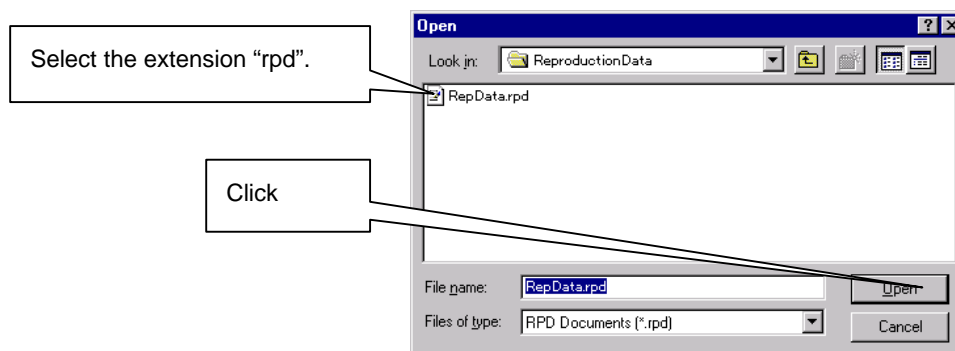 Open
Select the extension “rpd”.
Look in: ReproductionData
RepData.rpd
Click
File name: RepData.rpd
Open
Files of type: RPD Documents (*.rpd)
Cancel